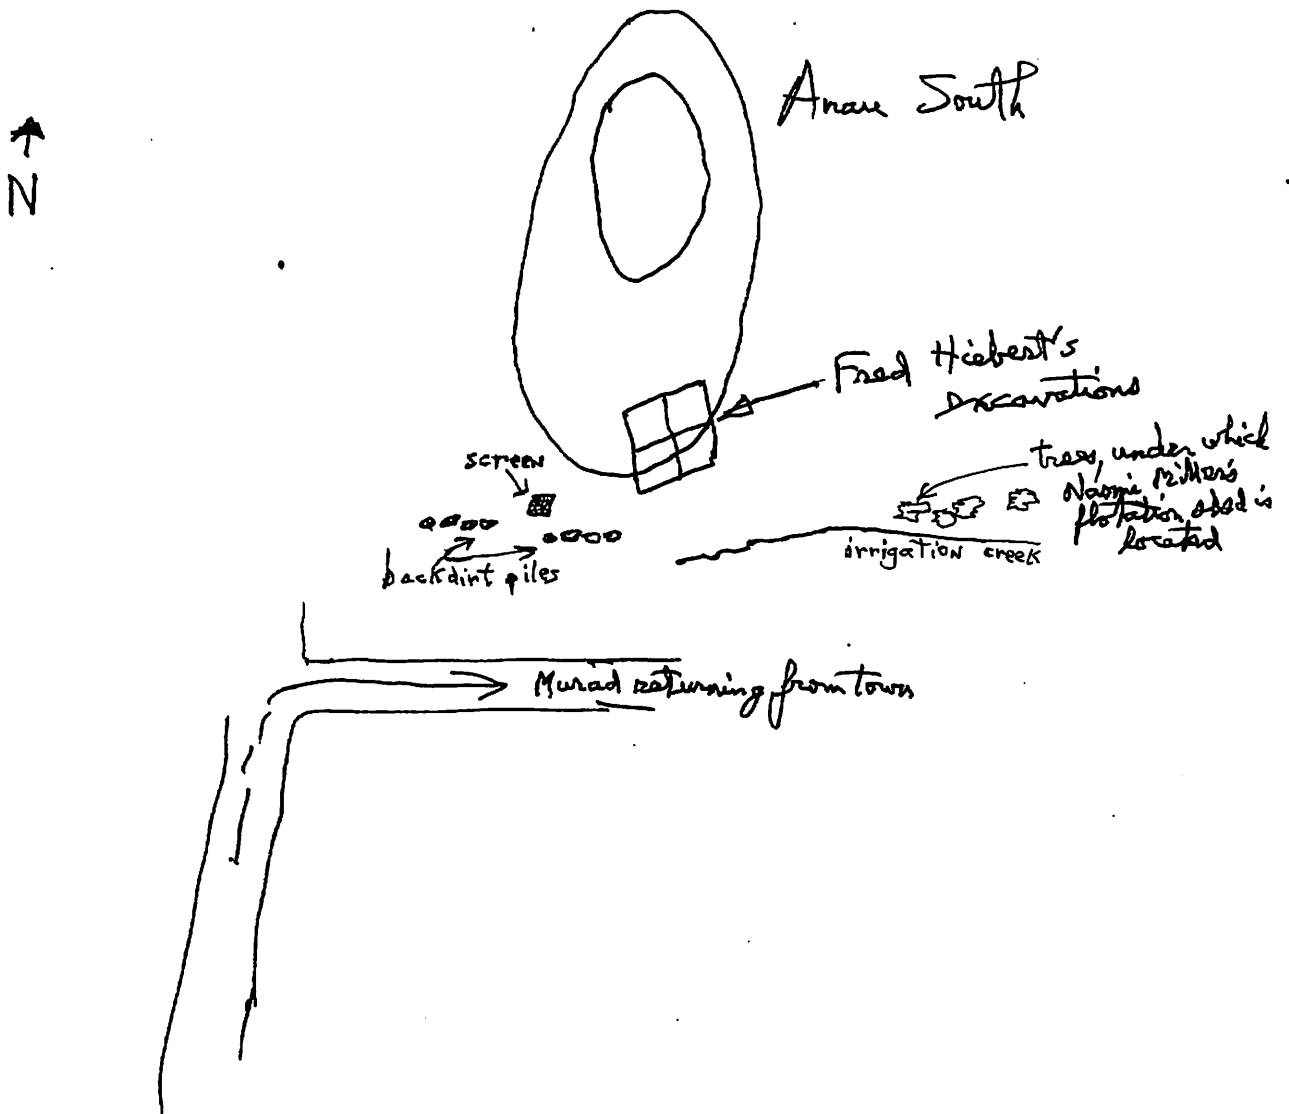 Anau South
N
Fred Hiebert's
Excavations
screen
trees, under which
Naomi Miller's
flotation shed is
located
irrigation creek
backdirt piles
Murad returning from town